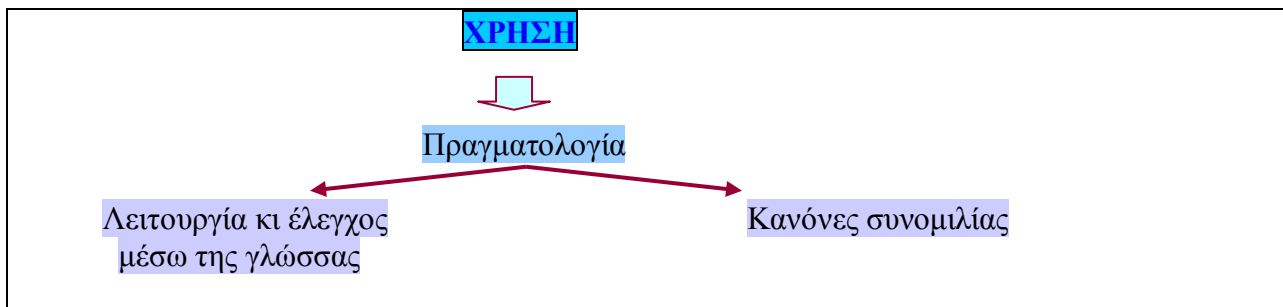 ΧΡΗΣΗ
Πραγματολογία
Λειτουργία κι έλεγχος
μέσω της γλώσσας
Κανόνες συνομιλίας